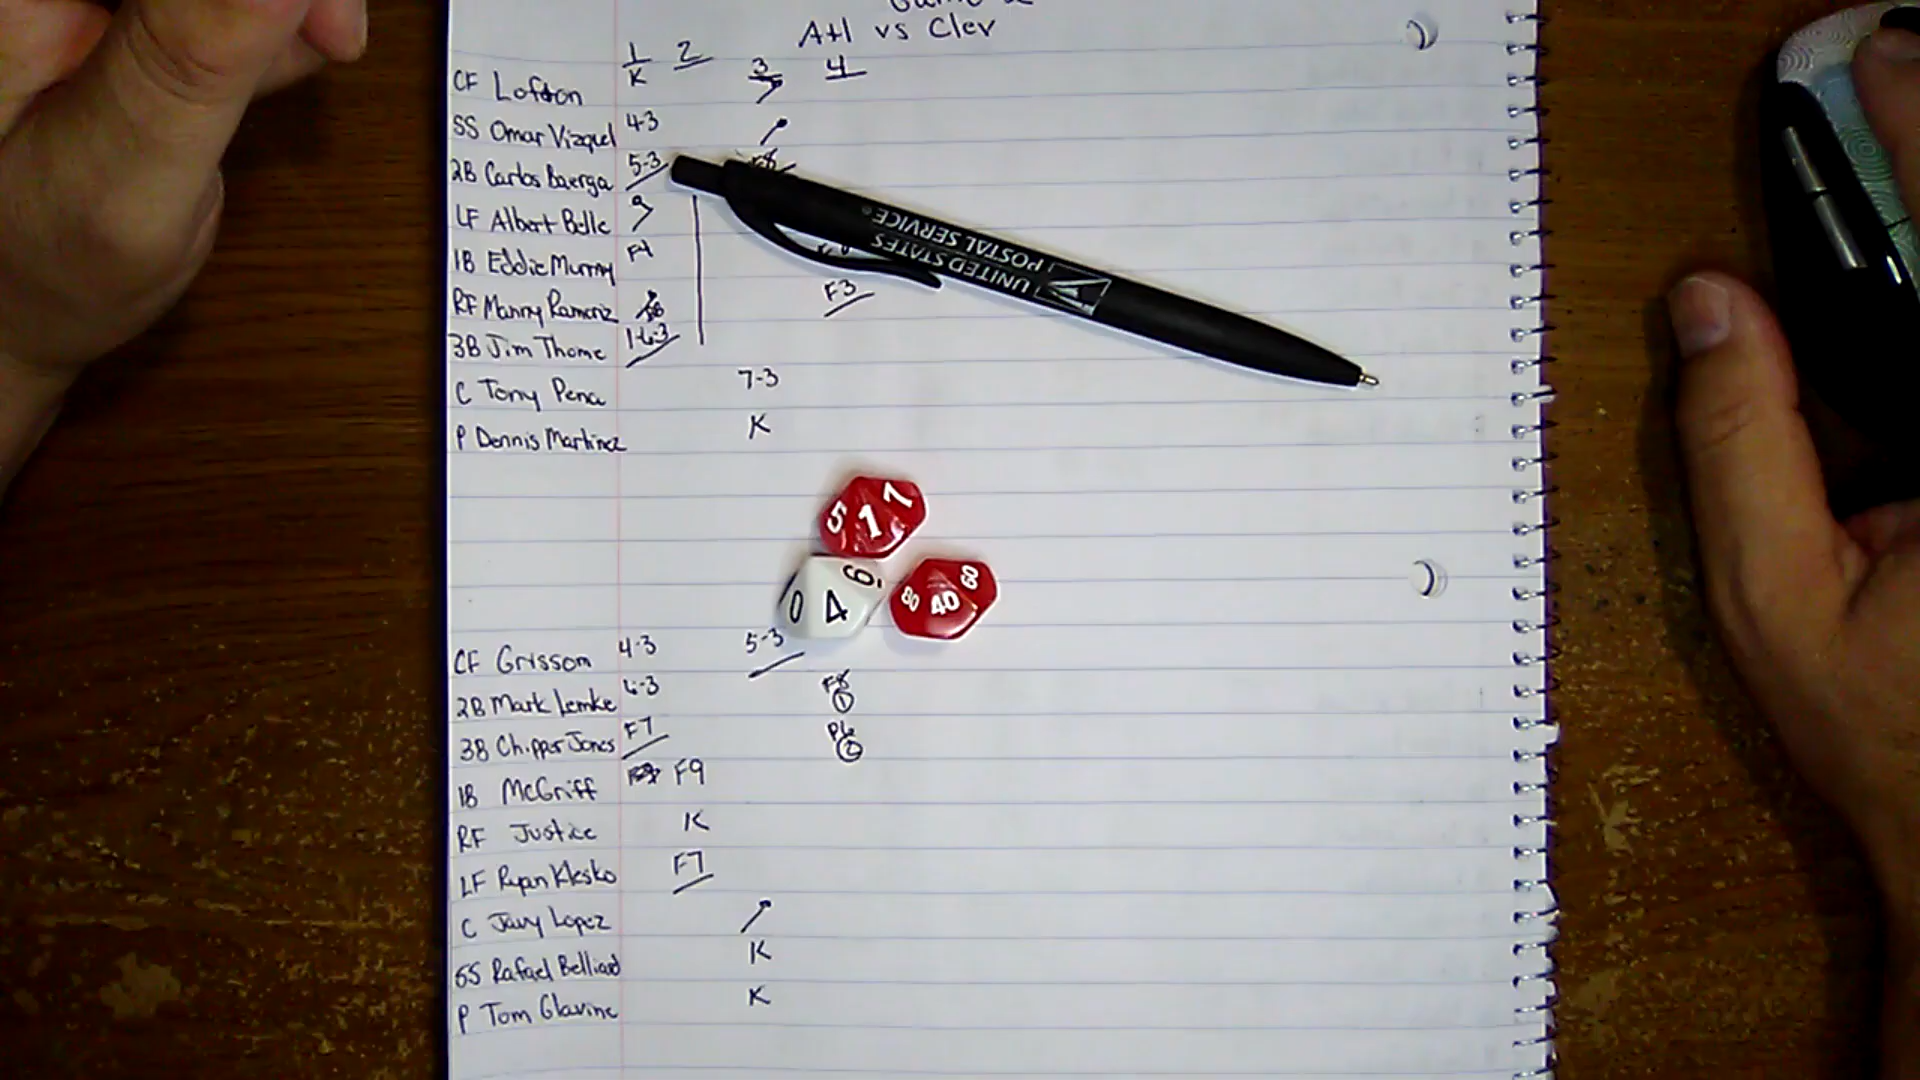 Atl vs Clev
1 2 3 4
CF Lofton K
SS Omar Vizquel 4-3
2B Carlos Baerga 5-3
LF Albert Belle
1B Eddie Murray F4
RF Manny Ramirez F3
3B Jim Thome 1-6-3
C Tony Pena 7-3
P Dennis Martinez K
UNITED STATES
POSTAL SERVICE
5 1 7
0 4 6.
80 40 60
CF Grissom 4-3 5-3
2B Mark Lemke 6-3 F8 1
3B Chipper Jones F7 P6 2
1B McGriff F9
RF Justice K
LF Ryan Klesko F7
C Javy Lopez
SS Rafael Belliard K
P Tom Glavine K